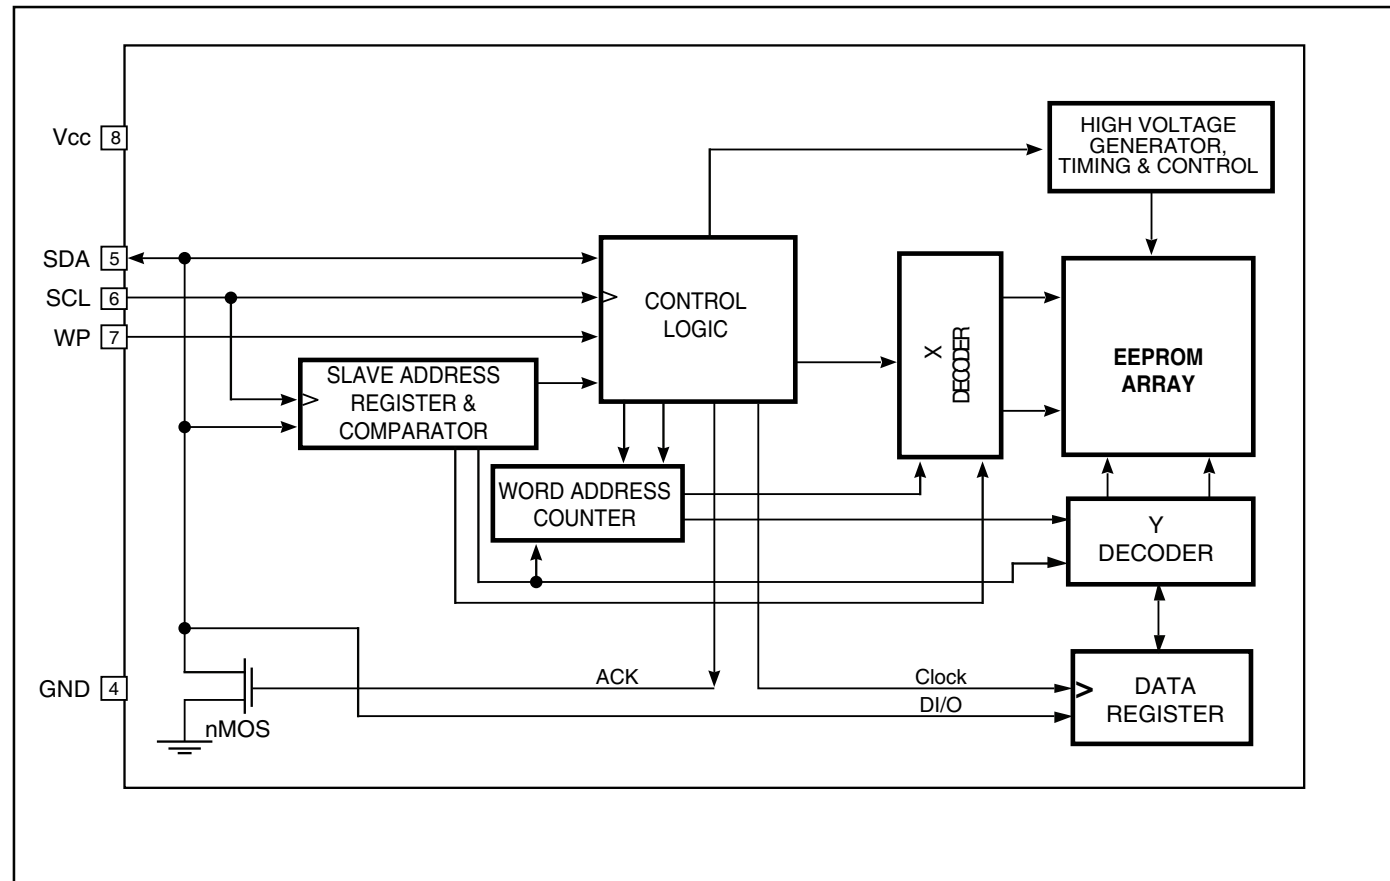 Vcc 8
HIGH VOLTAGE
GENERATOR,
TIMING & CONTROL
SDA 5
SCL 6
WP 7
CONTROL
LOGIC
X
DECODER
EEPROM
ARRAY
SLAVE ADDRESS
REGISTER &
COMPARATOR
WORD ADDRESS
COUNTER
Y
DECODER
GND 4
nMOS
ACK
Clock
DI/O
DATA
REGISTER